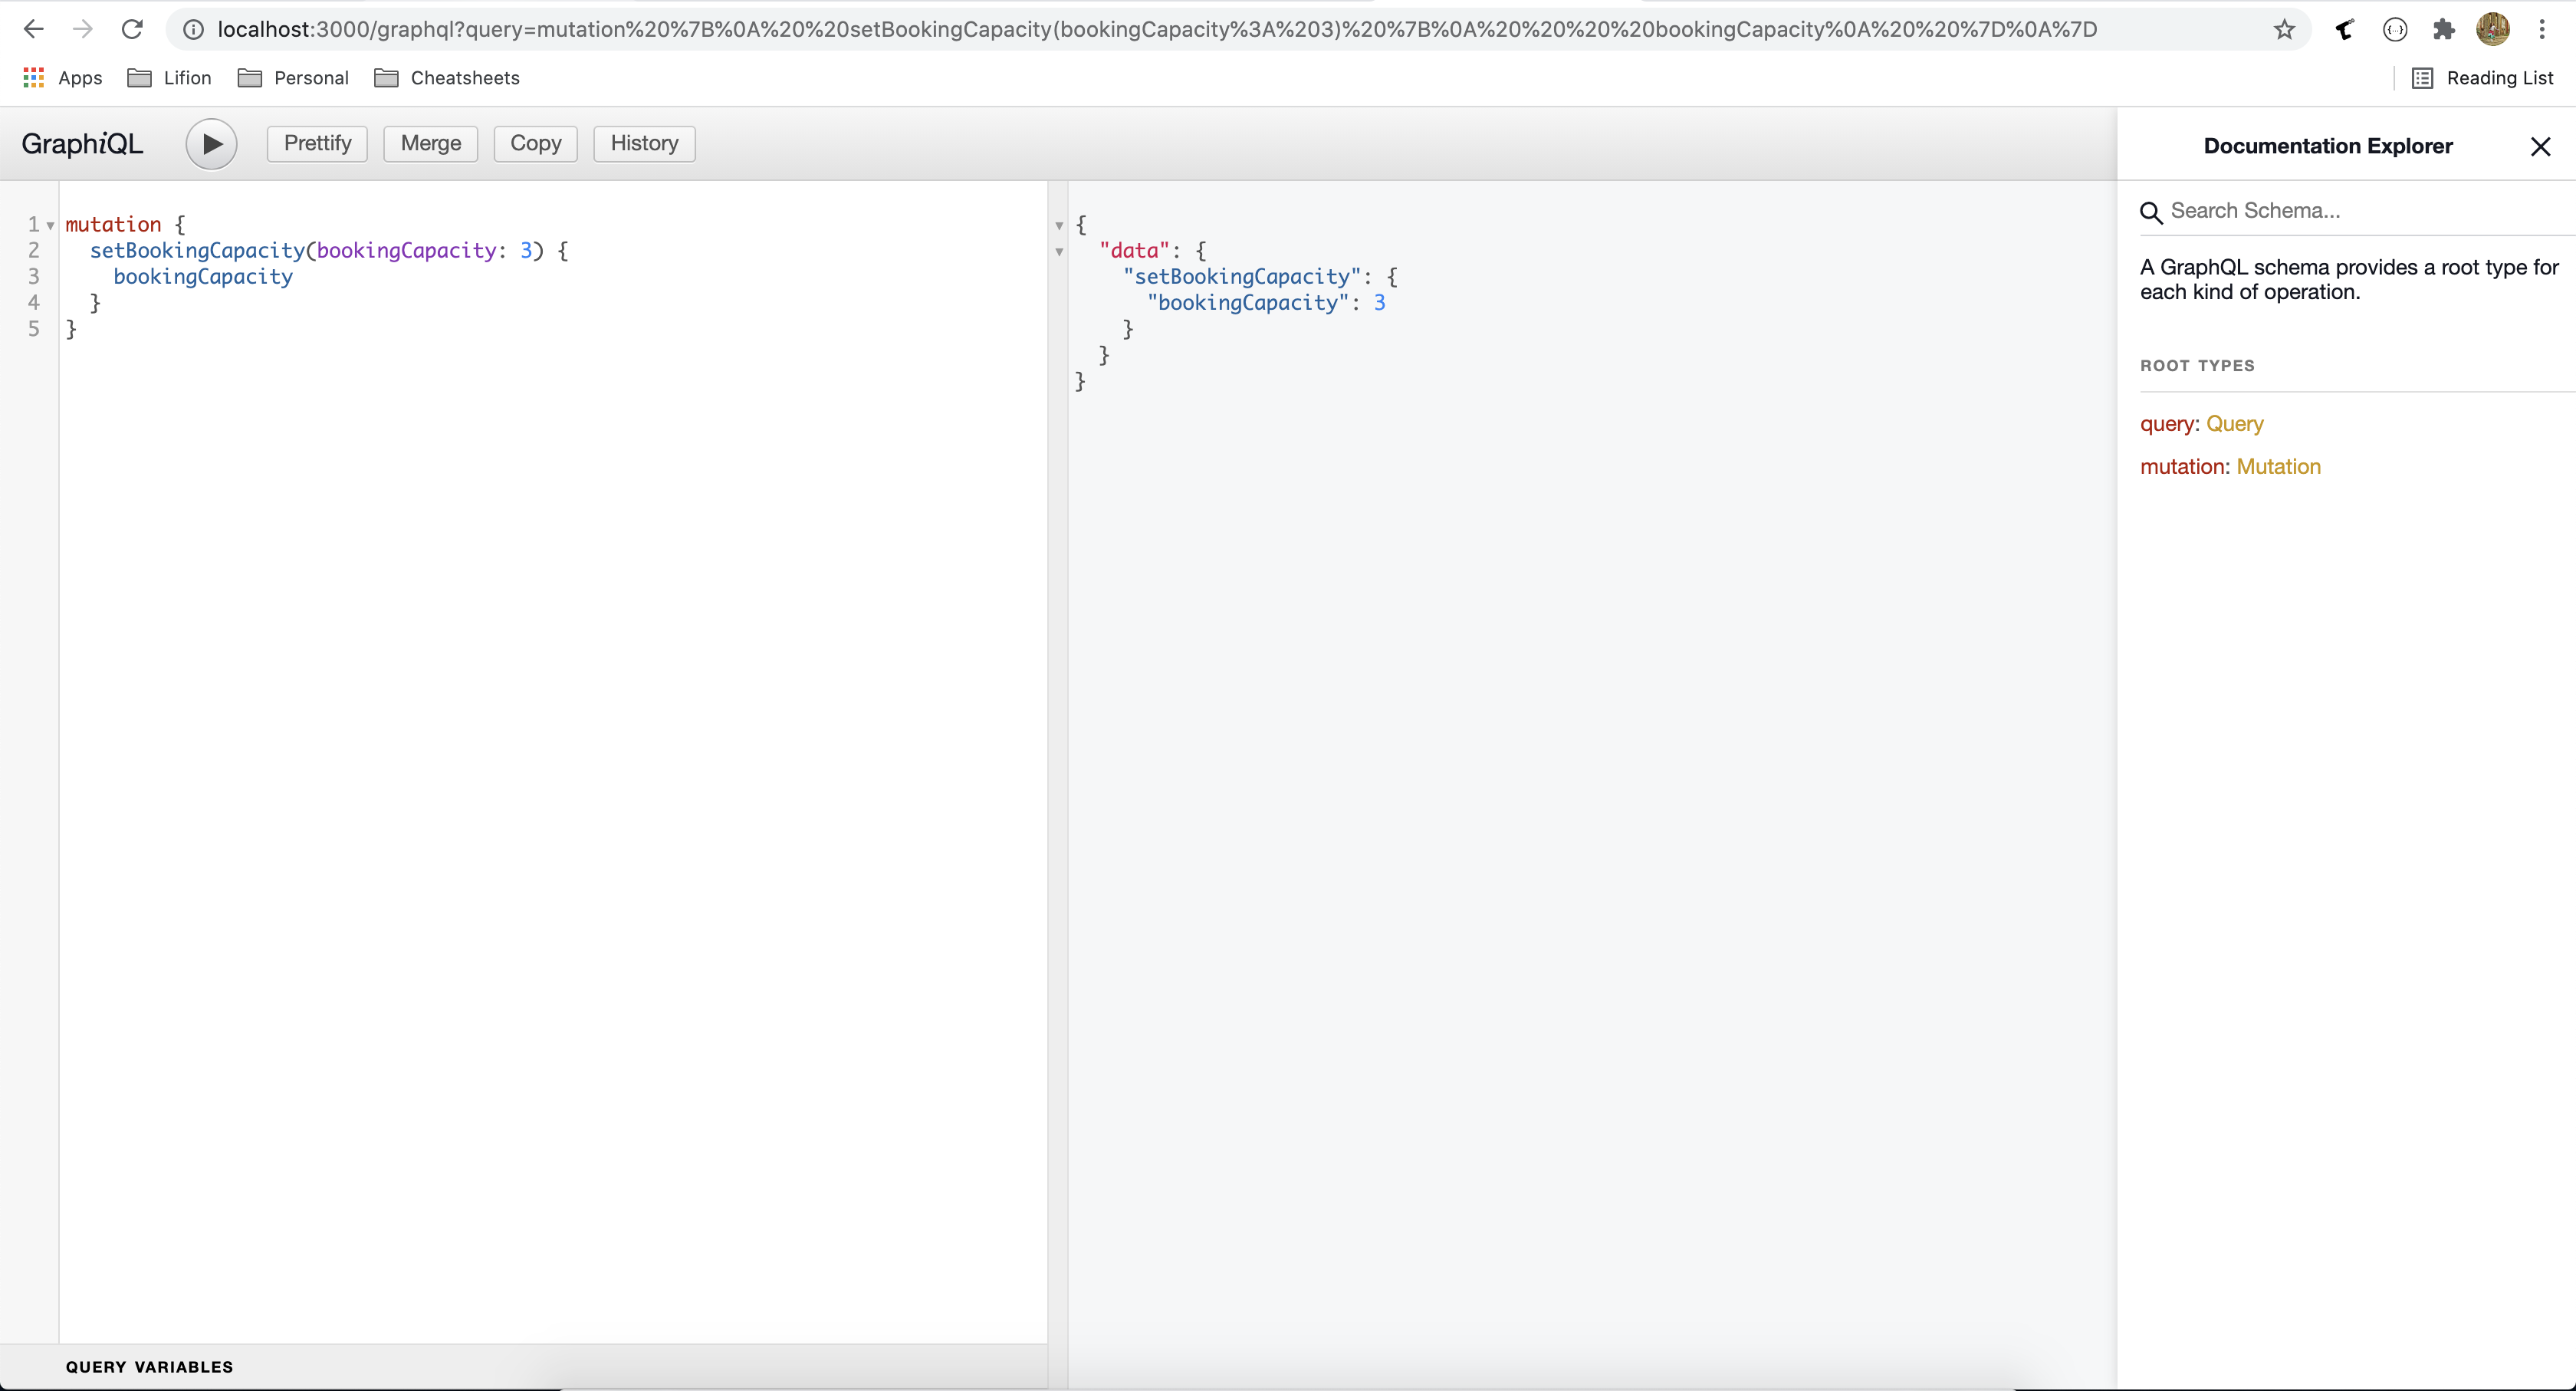 localhost:3000/graphql?query=mutation%20%7B%0A%20%20setBookingCapacity(bookingCapacity%3A%203)%20%7B%0A%20%20%20%20bookingCapacity%0A%20%20%7D%0A%7D
Apps Lifion Personal Cheatsheets Reading List
GraphiQL Prettify Merge Copy History
Documentation Explorer
1 mutation {
2 setBookingCapacity(bookingCapacity: 3) {
3 bookingCapacity
4 }
5 }
{
"data": {
"setBookingCapacity": {
"bookingCapacity": 3
}
}
}
Search Schema...
A GraphQL schema provides a root type for
each kind of operation.
ROOT TYPES
query: Query
mutation: Mutation
QUERY VARIABLES